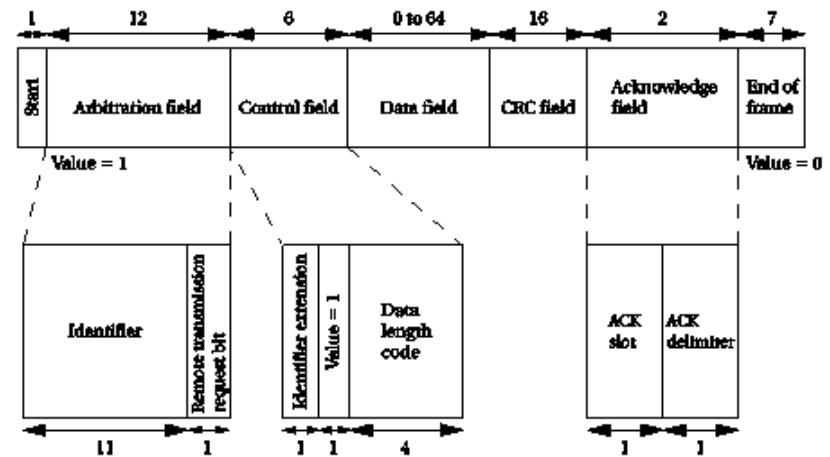 1 12 6 0 to 64 16 2 7
Start
Arbitration field
Control field
Data field
CRC field
Acknowledge
field
End of
frame
Value = 1
Value = 0
Identifier
Remote transmission
request bit
Identifier extension
Value = 1
Data
length
code
ACK
slot
ACK
delimiter
11 1 1 1 4 1 1